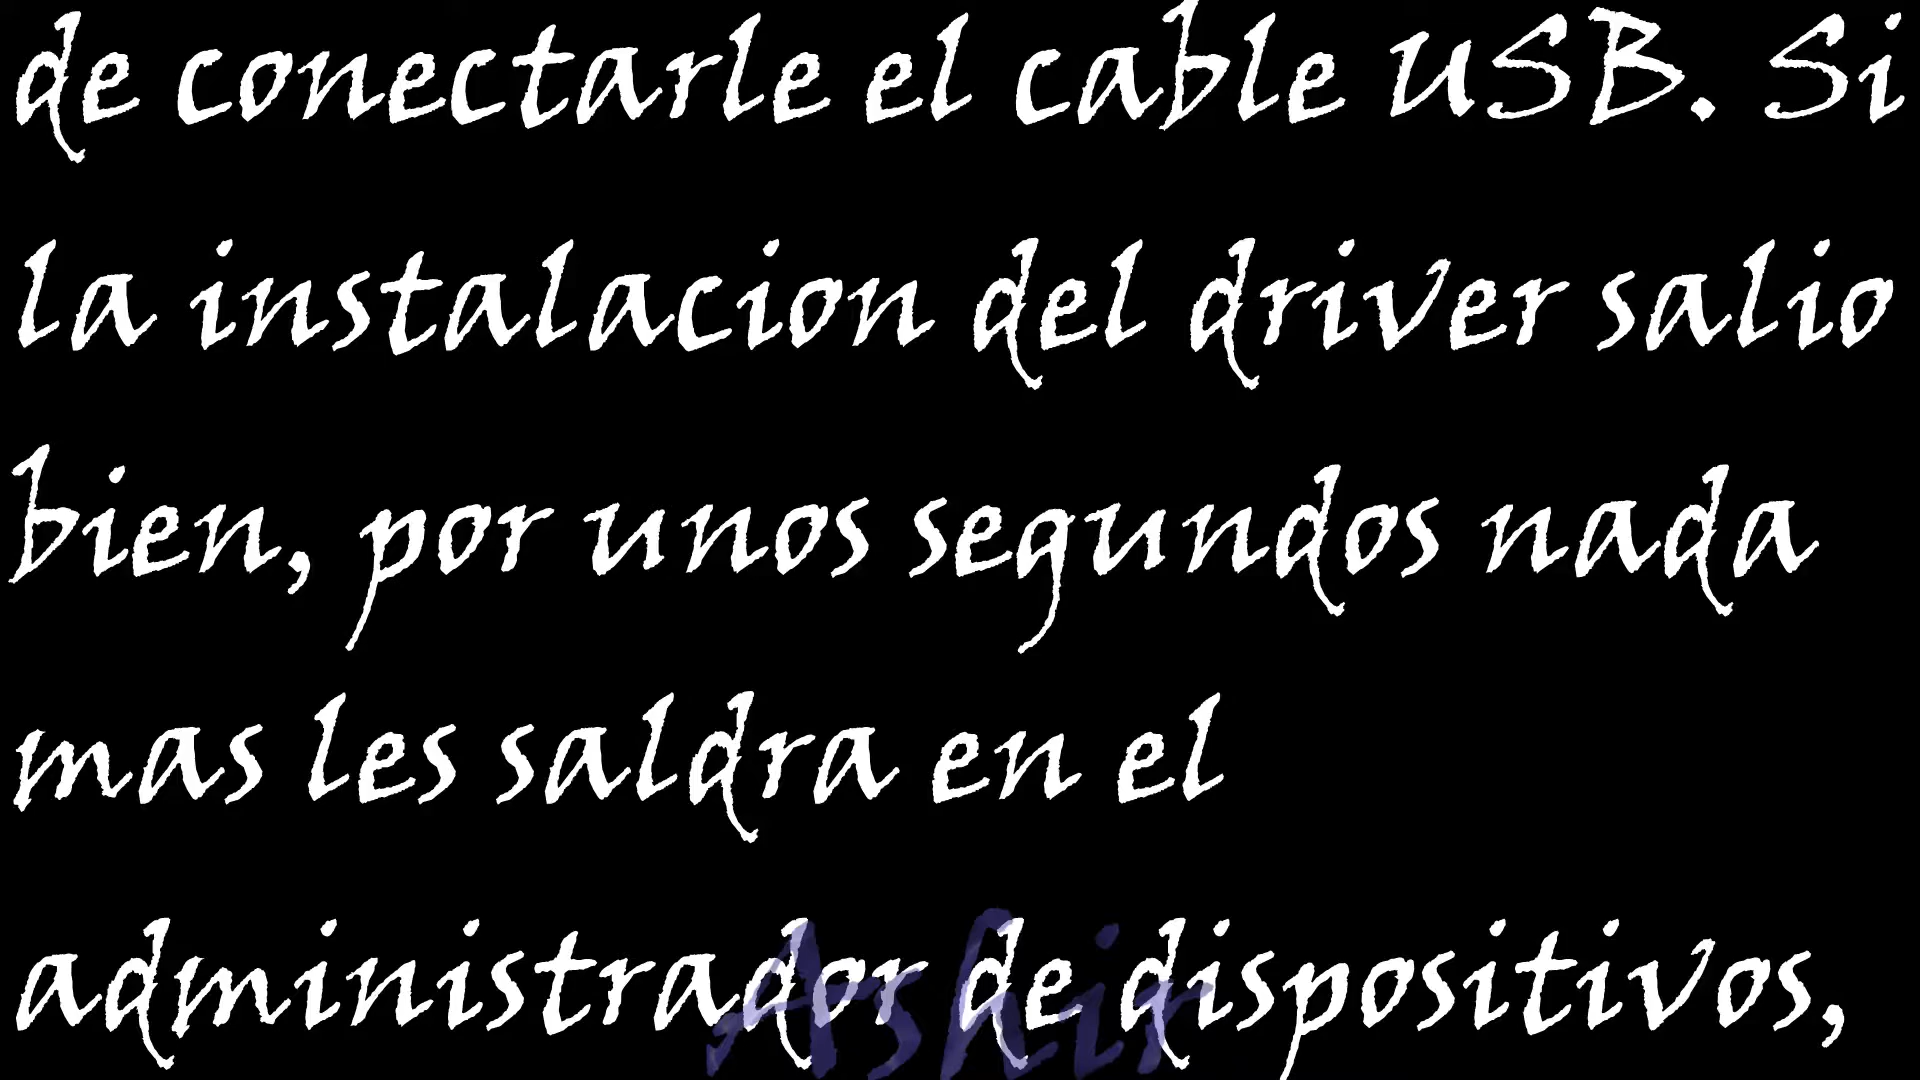 de conectarle el cable USB. Si
la instalacion del driver salio
bien, por unos segundos nada
mas les saldra en el
administrador de dispositivos,
Ashir